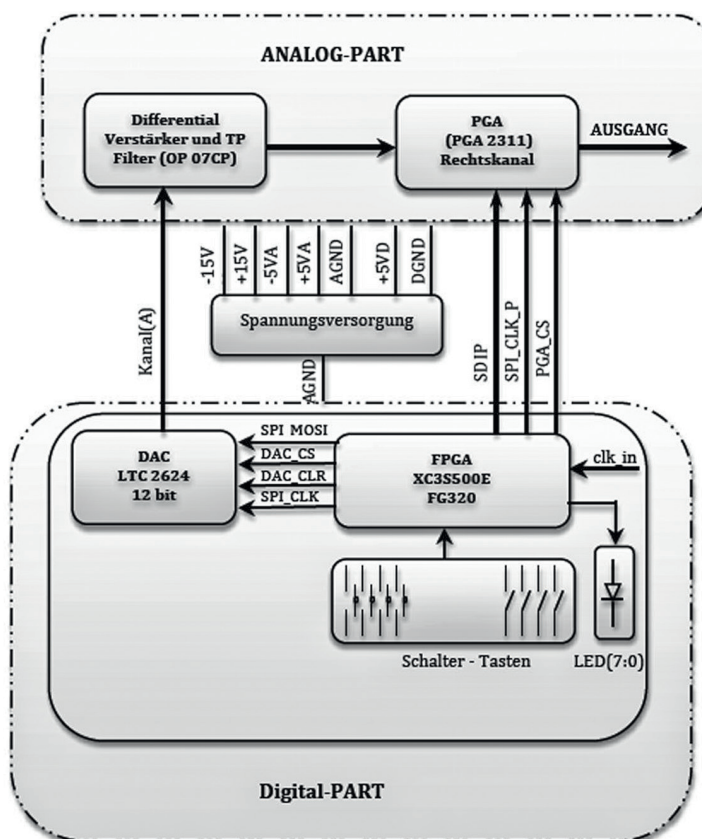 ANALOG-PART
Differential
Verstärker und TP
Filter (OP 07CP)
PGA
(PGA 2311)
Rechtskanal
AUSGANG
-15V
+15V
-5VA
+5VA
AGND
+5VD
DGND
Spannungsversorgung
AGND
Kanal(A)
SDIP
SPI_CLK_P
PGA_CS
DAC
LTC 2624
12 bit
SPI_MOSI
DAC_CS
DAC_CLR
SPI_CLK
FPGA
XC3S500E
FG320
clk_in
Schalter - Tasten
LED(7:0)
Digital-PART